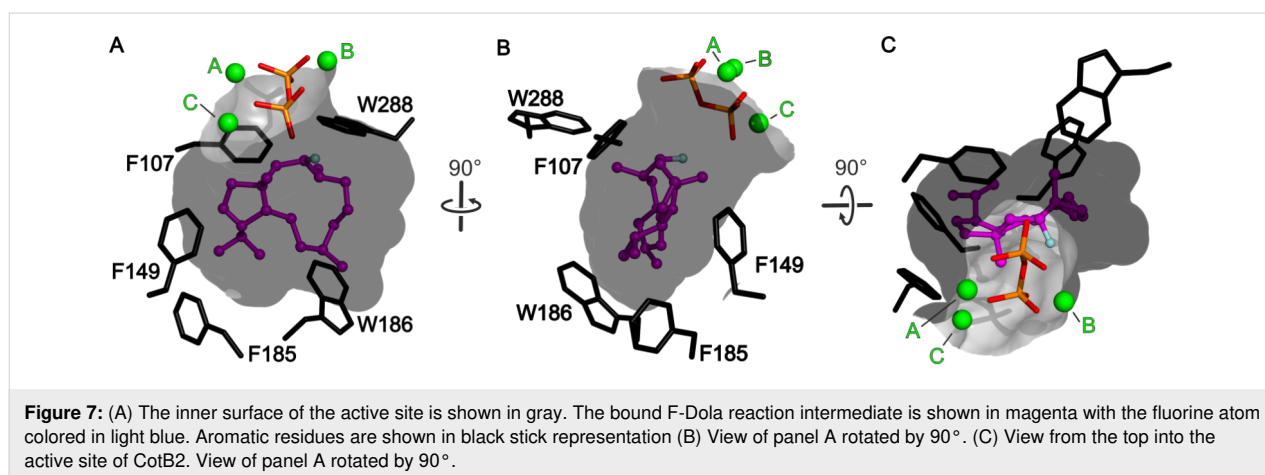 A
A
B
C
W288
F107
F149
F185
W186
90°
B
A
B
C
W288
F107
F149
W186
F185
90°
C
A
C
B
Figure 7: (A) The inner surface of the active site is shown in gray. The bound F-Dola reaction intermediate is shown in magenta with the fluorine atom
colored in light blue. Aromatic residues are shown in black stick representation (B) View of panel A rotated by 90°. (C) View from the top into the
active site of CotB2. View of panel A rotated by 90°.